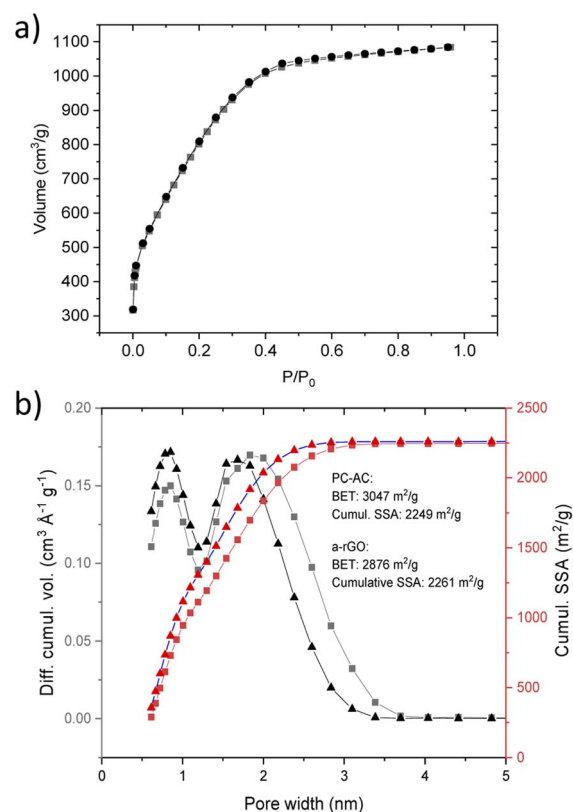 a)
1100
1000
900
800
700
600
500
400
300
Volume (cm³/g)
0.0 0.2 0.4 0.6 0.8 1.0
P/P₀
b)
0.20
0.15
0.10
0.05
0.00
Diff. cumul. vol. (cm³ Å⁻¹ g⁻¹)
PC-AC:
BET: 3047 m²/g
Cumul. SSA: 2249 m²/g
a-rGO:
BET: 2876 m²/g
Cumulative SSA: 2261 m²/g
2500
2000
1500
1000
500
0
Cumul. SSA (m²/g)
0 1 2 3 4 5
Pore width (nm)